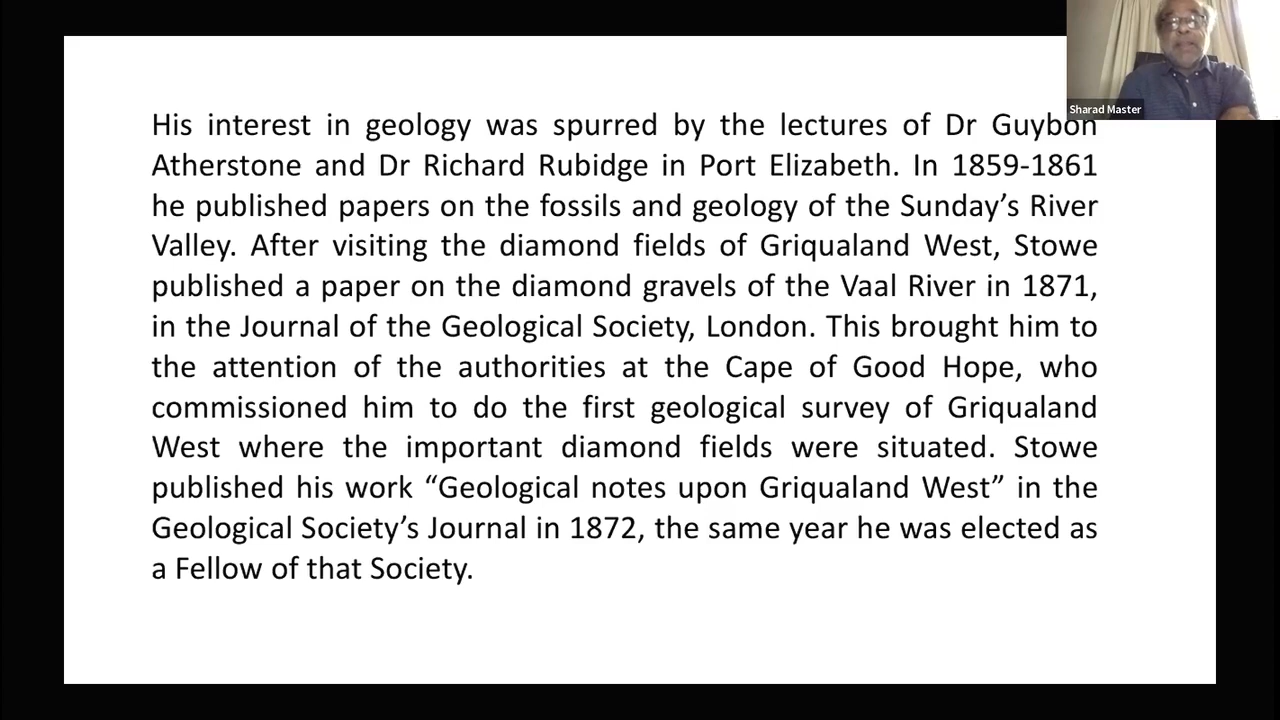 Sharad Master
His interest in geology was spurred by the lectures of Dr Guybon
Atherstone and Dr Richard Rubidge in Port Elizabeth. In 1859-1861
he published papers on the fossils and geology of the Sunday’s River
Valley. After visiting the diamond fields of Griqualand West, Stowe
published a paper on the diamond gravels of the Vaal River in 1871,
in the Journal of the Geological Society, London. This brought him to
the attention of the authorities at the Cape of Good Hope, who
commissioned him to do the first geological survey of Griqualand
West where the important diamond fields were situated. Stowe
published his work “Geological notes upon Griqualand West” in the
Geological Society’s Journal in 1872, the same year he was elected as
a Fellow of that Society.